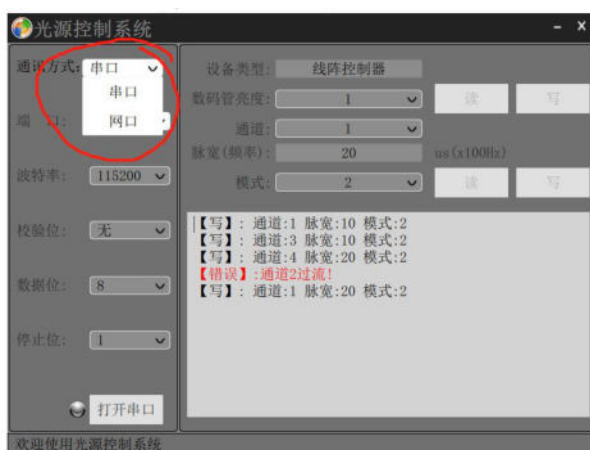 光源控制系统
通讯方式: 串口
串口
网口
端 口:
波特率: 115200
校验位: 无
数据位: 8
停止位: 1
打开串口
设备类型: 线阵控制器
数码管亮度: 1 读 写
通道: 1
脉宽(频率): 20 us(x100Hz)
模式: 2 读 写
【写】: 通道:1 脉宽:10 模式:2
【写】: 通道:3 脉宽:10 模式:2
【写】: 通道:4 脉宽:20 模式:2
【错误】:通道2过流!
【写】: 通道:1 脉宽:20 模式:2
欢迎使用光源控制系统